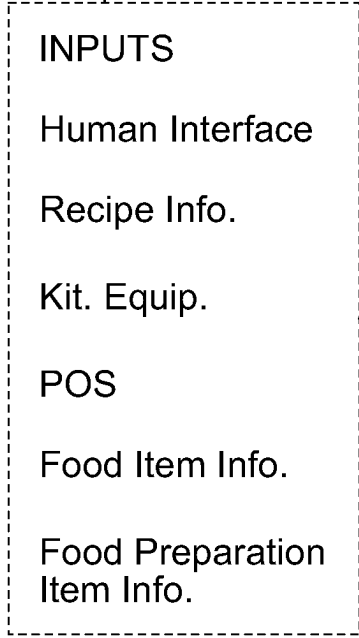 INPUTS
Human Interface
Recipe Info.
Kit. Equip.
POS
Food Item Info.
Food Preparation
Item Info.